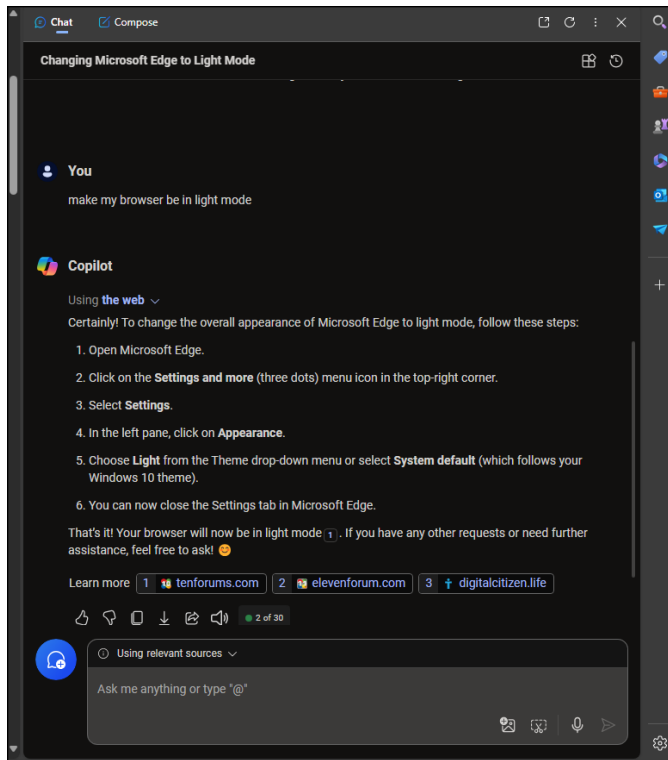 Chat Compose
Changing Microsoft Edge to Light Mode
You
make my browser be in light mode
Copilot
Using the web
Certainly! To change the overall appearance of Microsoft Edge to light mode, follow these steps:
1. Open Microsoft Edge.
2. Click on the Settings and more (three dots) menu icon in the top-right corner.
3. Select Settings.
4. In the left pane, click on Appearance.
5. Choose Light from the Theme drop-down menu or select System default (which follows your
Windows 10 theme).
6. You can now close the Settings tab in Microsoft Edge.
That's it! Your browser will now be in light mode 1 . If you have any other requests or need further
assistance, feel free to ask! 😊
Learn more 1 tenforums.com 2 elevenforum.com 3 digitalcitizen.life
2 of 30
Using relevant sources
Ask me anything or type "@"